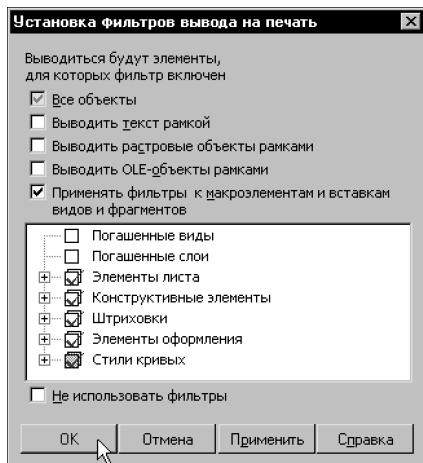 Установка фильтров вывода на печать
Выводиться будут элементы,
для которых фильтр включен
Все объекты
Выводить текст рамкой
Выводить растровые объекты рамками
Выводить OLE-объекты рамками
Применять фильтры к макроэлементам и вставкам
видов и фрагментов
Погашенные виды
Погашенные слои
Элементы листа
Конструктивные элементы
Штриховки
Элементы оформления
Стили кривых
Не использовать фильтры
OK Отмена Применить Справка